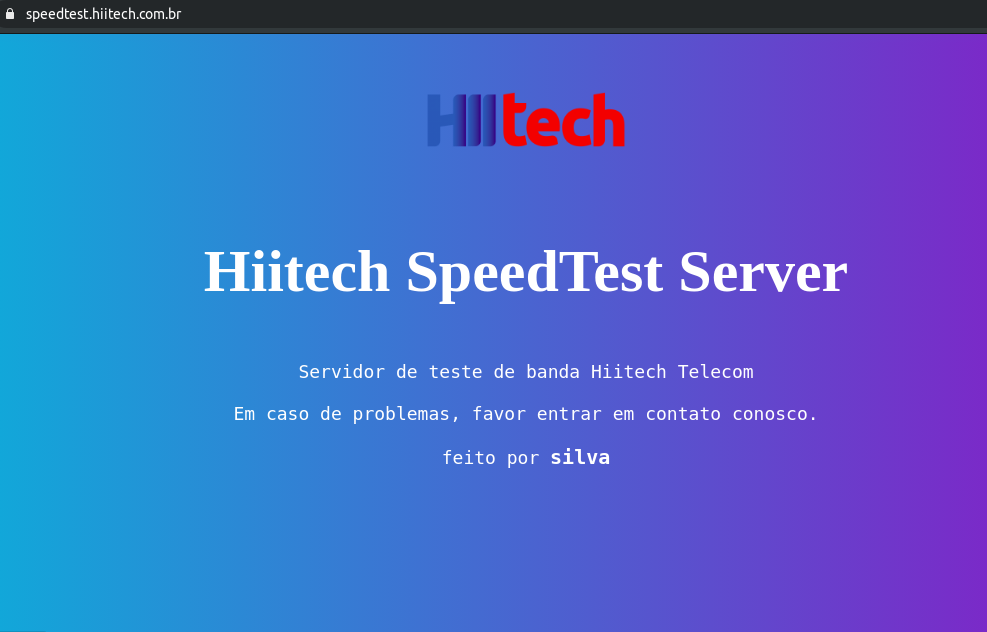 speedtest.hiitech.com.br
Hiitech
Hiitech SpeedTest Server
Servidor de teste de banda Hiitech Telecom
Em caso de problemas, favor entrar em contato conosco.
feito por silva